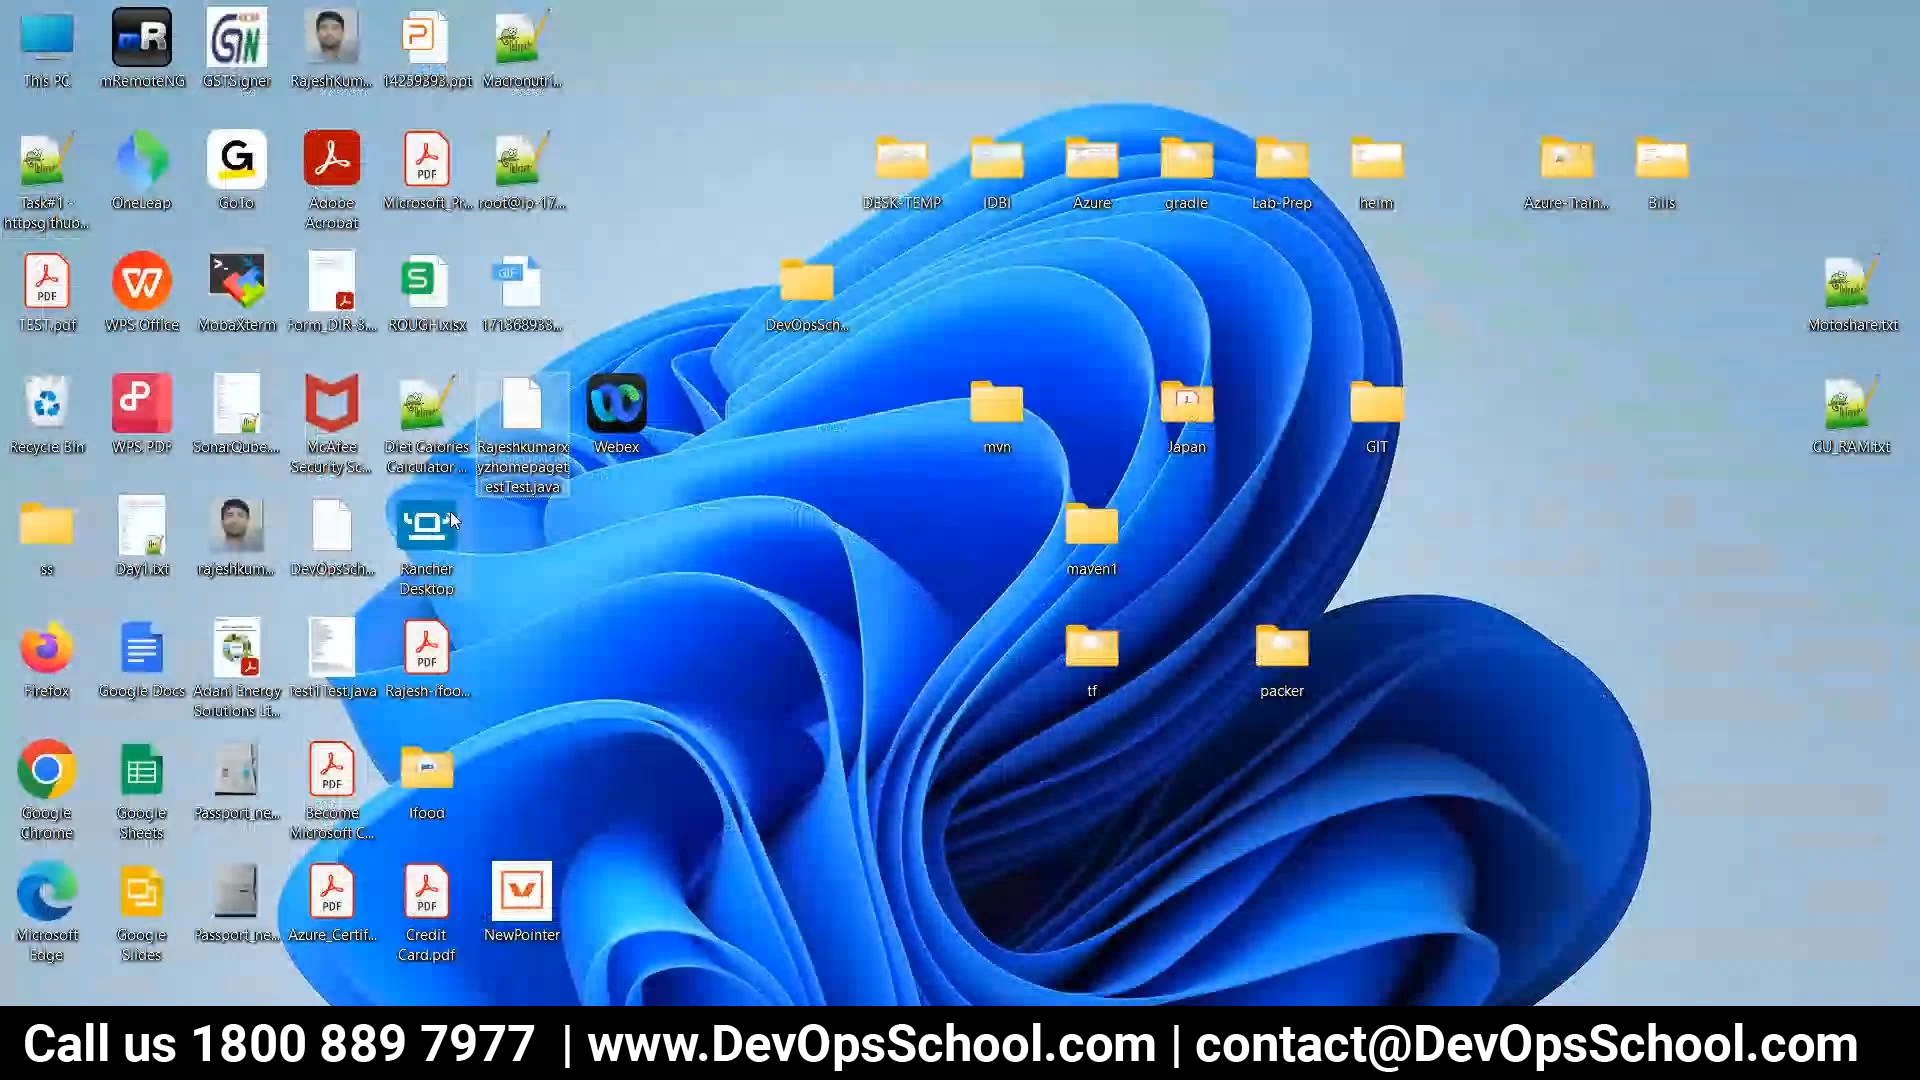 This PC
mRemoteNG
GSTSigner
RajeshKum...
14259393.ppt
Macronutri...
Task#1 -
httpsgithub...
OneLeap
GoTo
Adobe
Acrobat
Microsoft_Pr...
root@ip-17...
DESK-TEMP
IDBI
Azure
gradle
Lab-Prep
helm
Azure-Train...
Bills
TEST.pdf
WPS Office
MobaXterm
Form_DIR-3...
ROUGH.xlsx
171368933...
DevOpsSch...
Motoshare.txt
Recycle Bin
WPS PDF
SonarQube...
McAfee
Security Sc...
Diet Calories
Calculator ...
Rajeshkumarx
yzhomepaget
estTest.java
Webex
mvn
Japan
GIT
CU_RAM.txt
ss
Day1.txt
rajeshkum...
DevOpsSch...
Rancher
Desktop
maven1
Firefox
Google Docs
Adani Energy
Solutions Lt...
Test1Test.java
Rajesh-ifoo...
tf
packer
Google
Chrome
Google
Sheets
Passport_ne...
Become
Microsoft C...
Ifood
Microsoft
Edge
Google
Slides
Passport_ne...
Azure_Certif...
Credit
Card.pdf
NewPointer
Call us 1800 889 7977 | www.DevOpsSchool.com | contact@DevOpsSchool.com